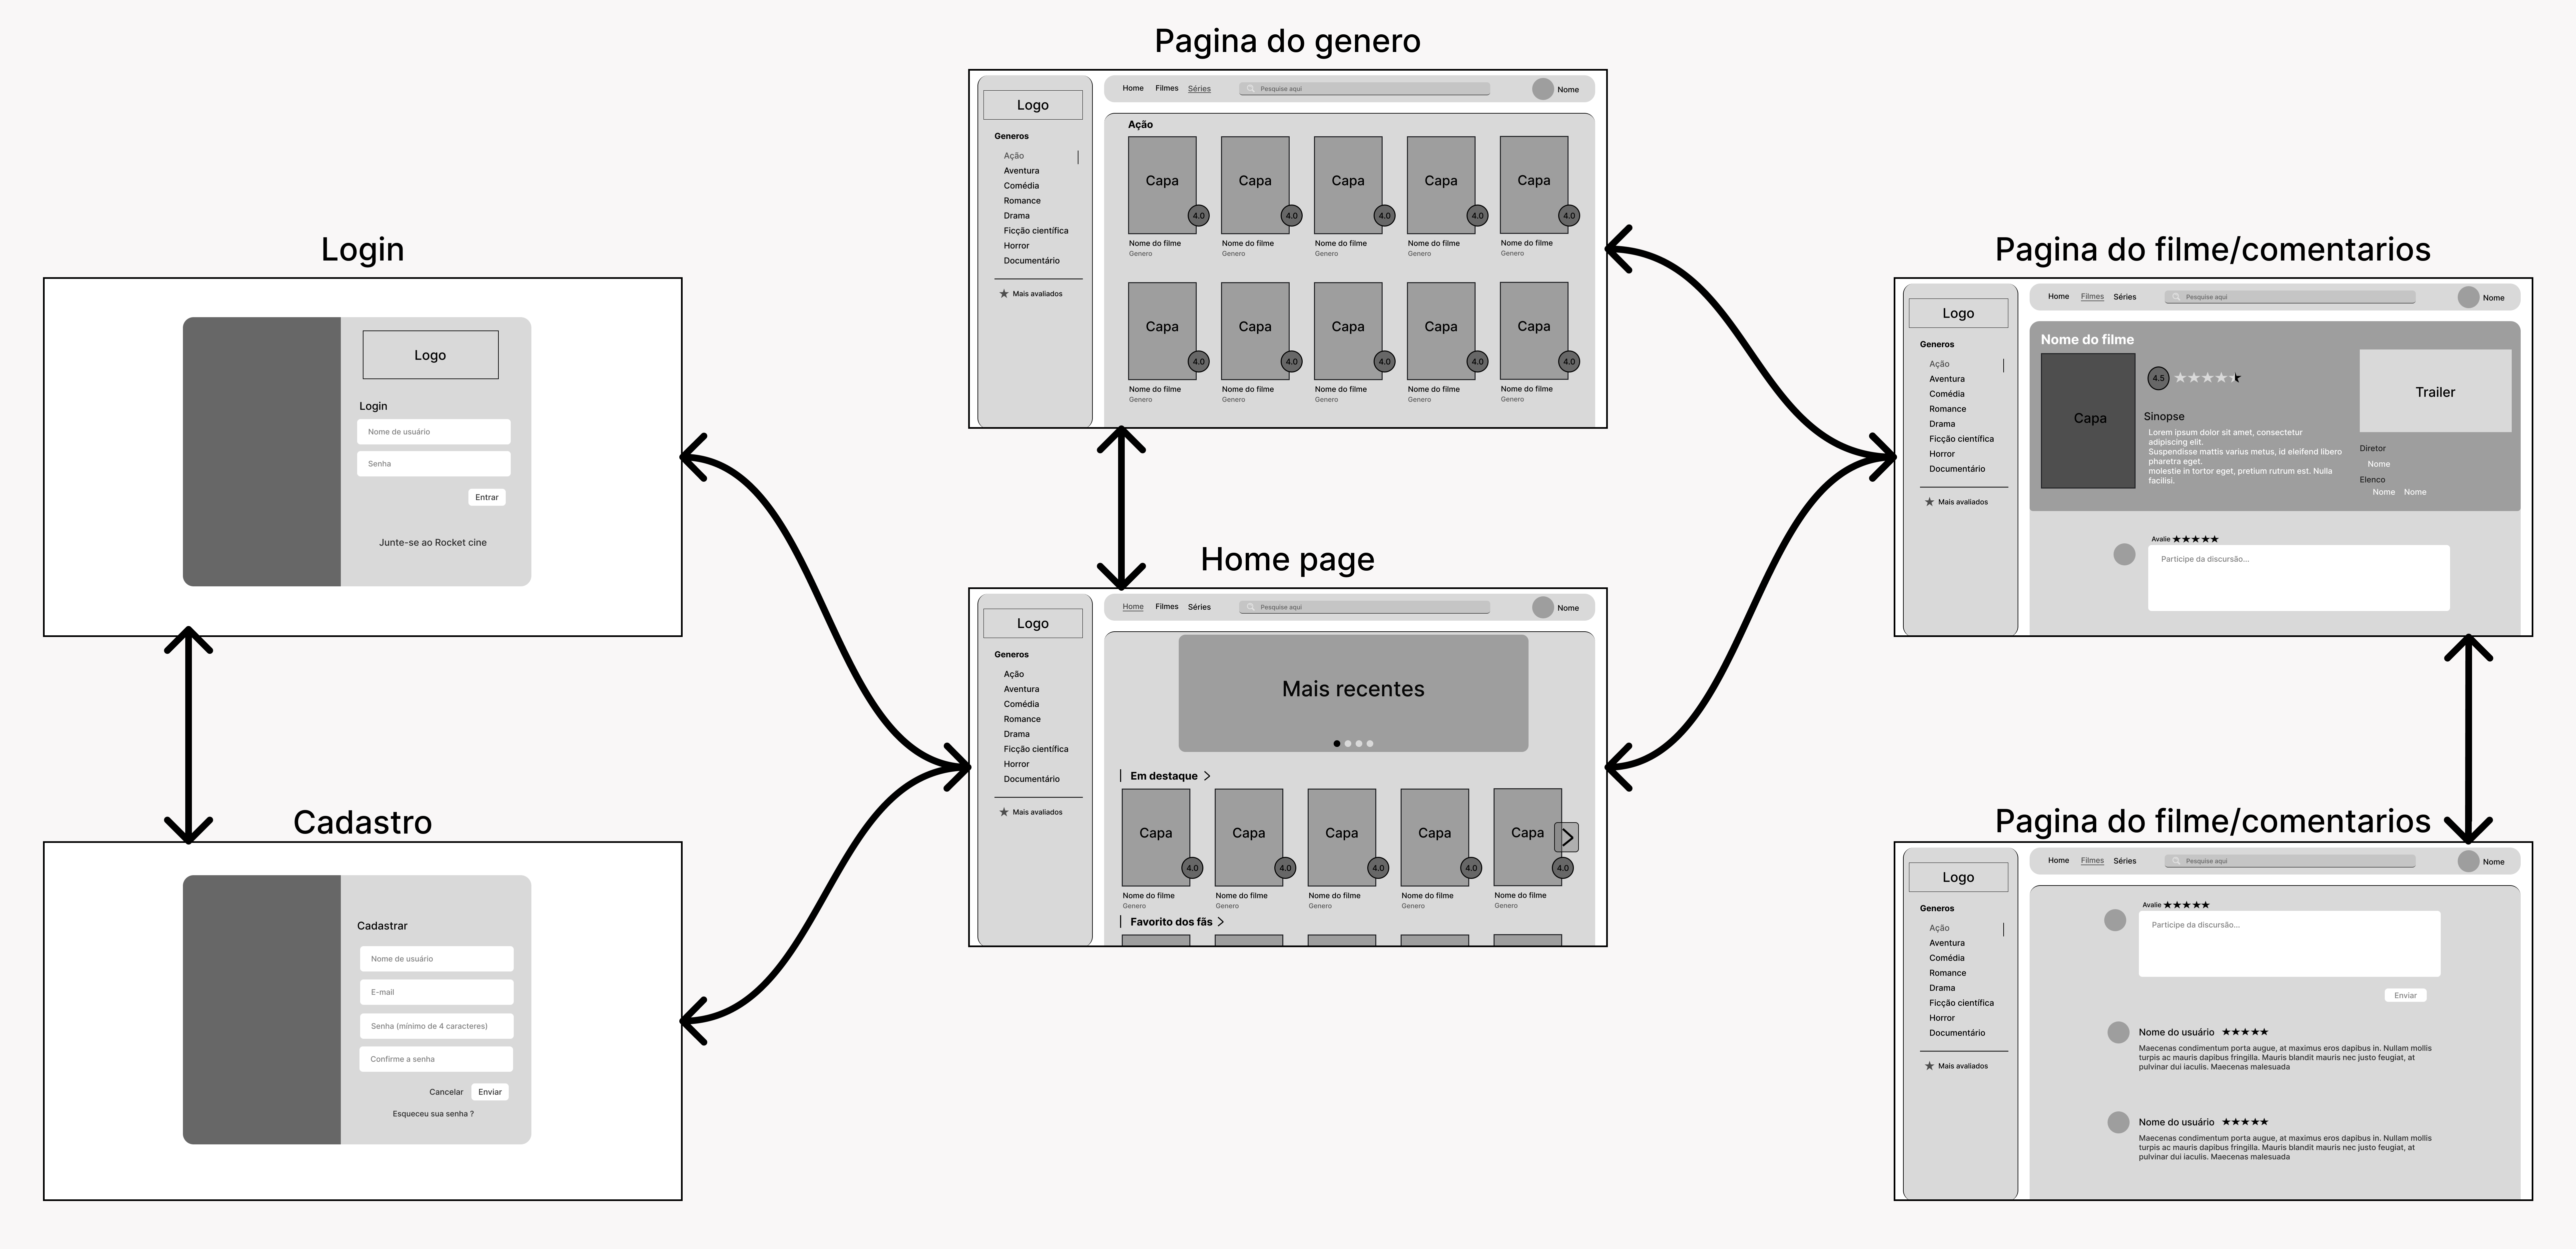 Pagina do genero
Logo
Generos
Ação
Aventura
Comédia
Romance
Drama
Ficção científica
Horror
Documentário
Mais avaliados
Home Filmes Séries
Pesquise aqui
Nome
Ação
Capa Capa Capa Capa Capa
4.0 4.0 4.0 4.0 4.0
Nome do filme Nome do filme Nome do filme Nome do filme Nome do filme
Genero Genero Genero Genero Genero
Capa Capa Capa Capa Capa
4.0 4.0 4.0 4.0 4.0
Nome do filme Nome do filme Nome do filme Nome do filme Nome do filme
Genero Genero Genero Genero Genero
Login
Logo
Login
Nome de usuário
Senha
Entrar
Junte-se ao Rocket cine
Pagina do filme/comentarios
Logo
Generos
Ação
Aventura
Comédia
Romance
Drama
Ficção científica
Horror
Documentário
Mais avaliados
Home Filmes Séries
Pesquise aqui
Nome
Nome do filme
Capa
4.5
Sinopse
Lorem ipsum dolor sit amet, consectetur
adipiscing elit.
Suspendisse mattis varius metus, id eleifend libero
pharetra eget.
molestie in tortor eget, pretium rutrum est. Nulla
facilisi.
Trailer
Diretor
Nome
Elenco
Nome Nome
Avalie
Participe da discursão...
Home page
Logo
Generos
Ação
Aventura
Comédia
Romance
Drama
Ficção científica
Horror
Documentário
Mais avaliados
Home Filmes Séries
Pesquise aqui
Nome
Mais recentes
Em destaque
Capa Capa Capa Capa Capa
4.0 4.0 4.0 4.0 4.0
Nome do filme Nome do filme Nome do filme Nome do filme Nome do filme
Genero Genero Genero Genero Genero
Favorito dos fãs
Cadastro
Cadastrar
Nome de usuário
E-mail
Senha (mínimo de 4 caracteres)
Confirme a senha
Cancelar Enviar
Esqueceu sua senha ?
Pagina do filme/comentarios
Logo
Generos
Ação
Aventura
Comédia
Romance
Drama
Ficção científica
Horror
Documentário
Mais avaliados
Home Filmes Séries
Pesquise aqui
Nome
Avalie
Participe da discursão...
Enviar
Nome do usuário
Maecenas condimentum porta augue, at maximus eros dapibus in. Nullam mollis
turpis ac mauris dapibus fringilla. Mauris blandit mauris nec justo feugiat, at
pulvinar dui iaculis. Maecenas malesuada
Nome do usuário
Maecenas condimentum porta augue, at maximus eros dapibus in. Nullam mollis
turpis ac mauris dapibus fringilla. Mauris blandit mauris nec justo feugiat, at
pulvinar dui iaculis. Maecenas malesuada